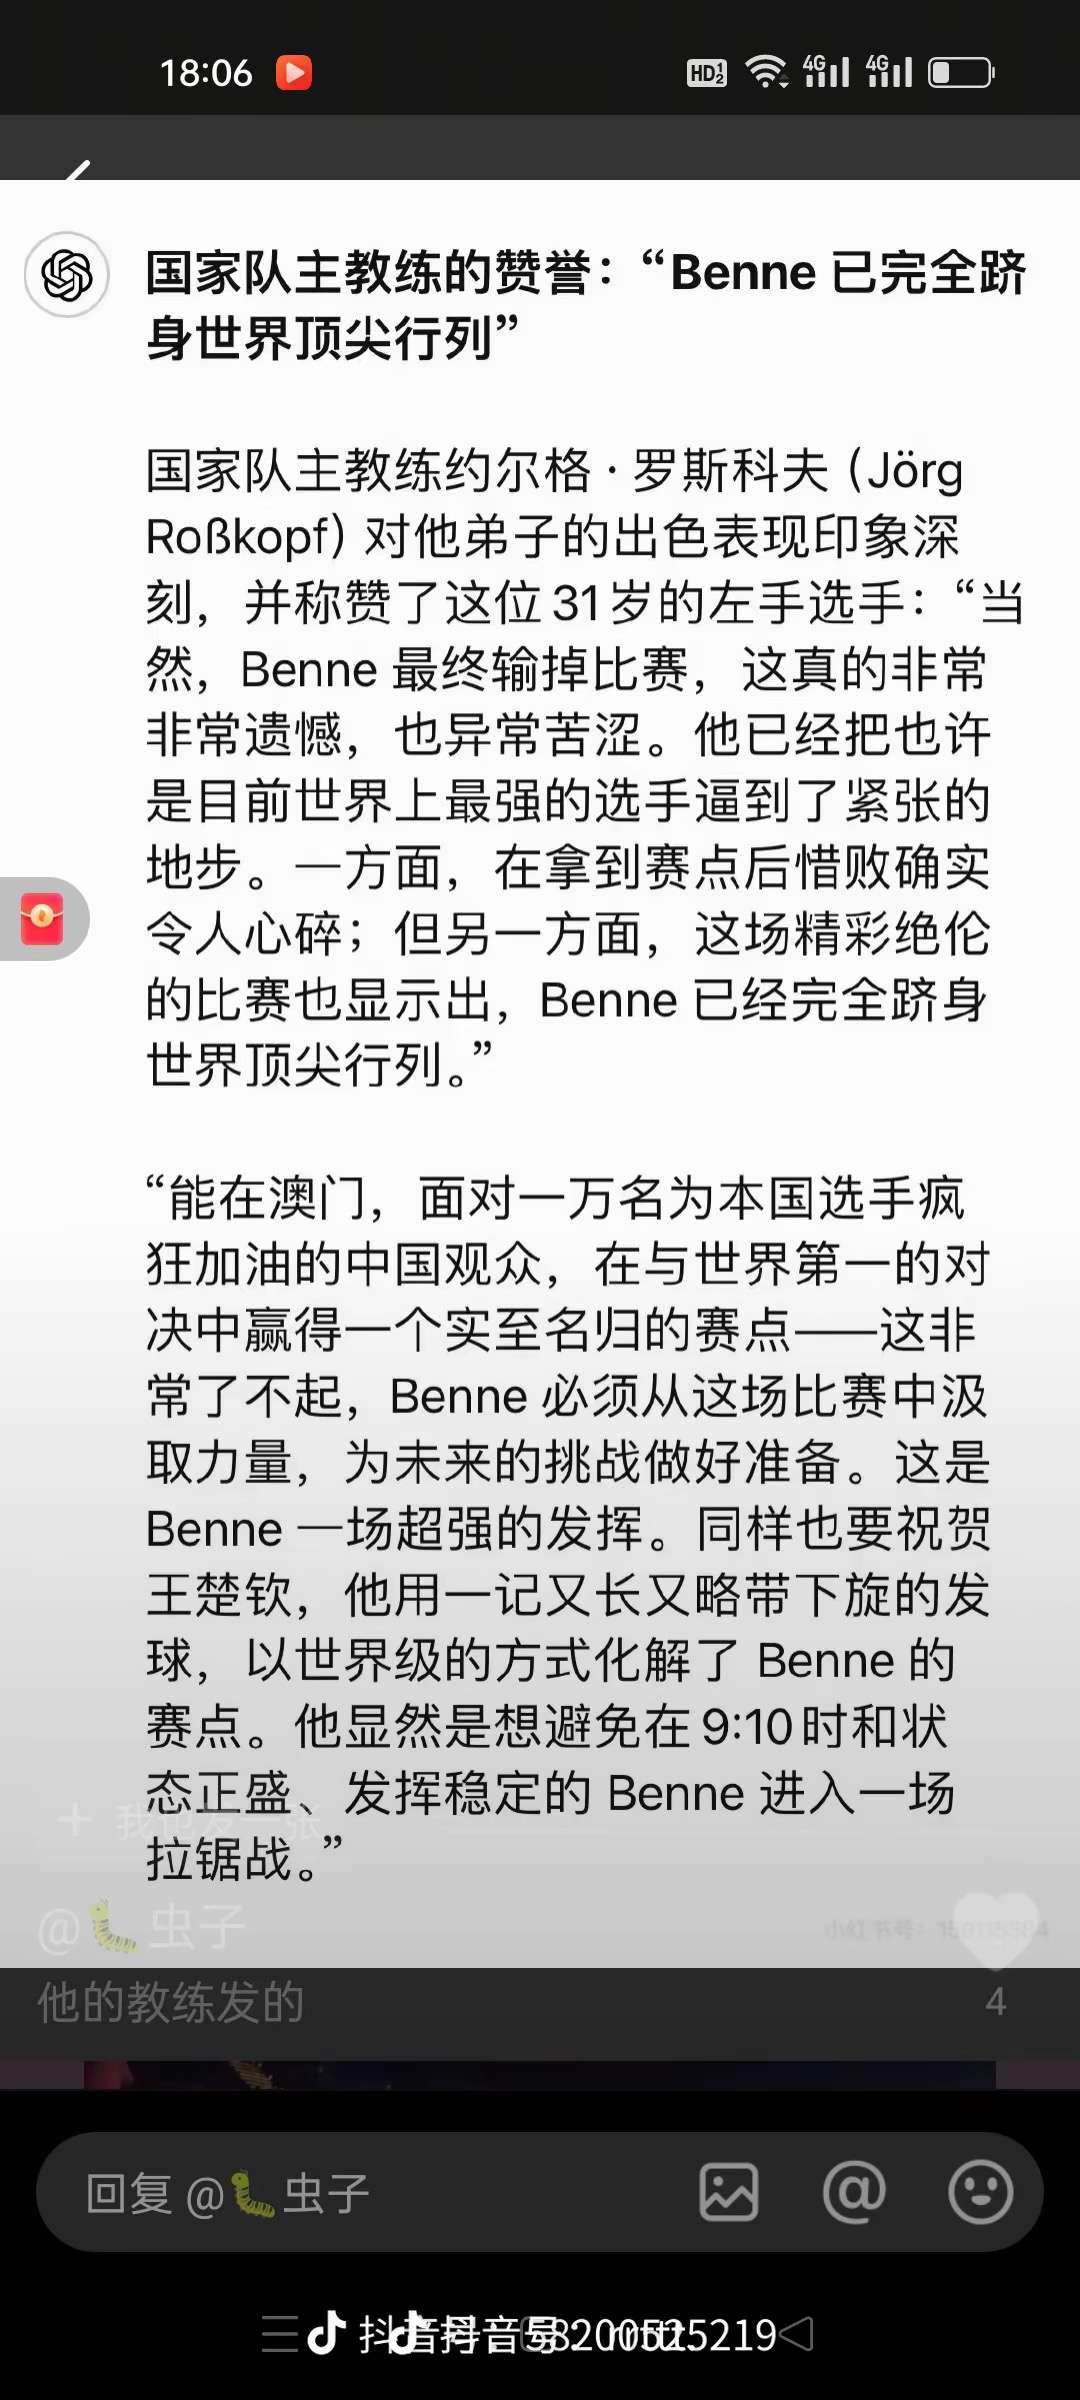 18:06
HD 1 2
4G
4G
国家队主教练的赞誉：“Benne 已完全跻
身世界顶尖行列”
国家队主教练约尔格 · 罗斯科夫（Jörg
Roßkopf）对他弟子的出色表现印象深
刻，并称赞了这位 31 岁的左手选手：“当
然，Benne 最终输掉比赛，这真的非常
非常遗憾，也异常苦涩。他已经把也许
是目前世界上最强的选手逼到了紧张的
地步。一方面，在拿到赛点后惜败确实
令人心碎；但另一方面，这场精彩绝伦
的比赛也显示出，Benne 已经完全跻身
世界顶尖行列。”
“能在澳门，面对一万名为本国选手疯
狂加油的中国观众，在与世界第一的对
决中赢得一个实至名归的赛点——这非
常了不起，Benne 必须从这场比赛中汲
取力量，为未来的挑战做好准备。这是
Benne 一场超强的发挥。同样也要祝贺
王楚钦，他用一记又长又略带下旋的发
球，以世界级的方式化解了 Benne 的
赛点。他显然是想避免在 9:10 时和状
态正盛、发挥稳定的 Benne 进入一场
拉锯战。”
+ 我也发一张
@🐛 虫子
小红书号：
他的教练发的
4
回复 @🐛 虫子
抖音号